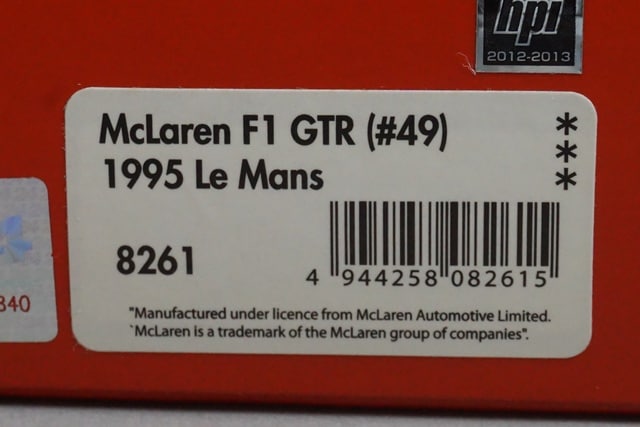 hpi
2012-2013
McLaren F1 GTR (#49)
1995 Le Mans
***
8261
4 944258 082615
340
"Manufactured under licence from McLaren Automotive Limited.
`McLaren is a trademark of the McLaren group of companies".